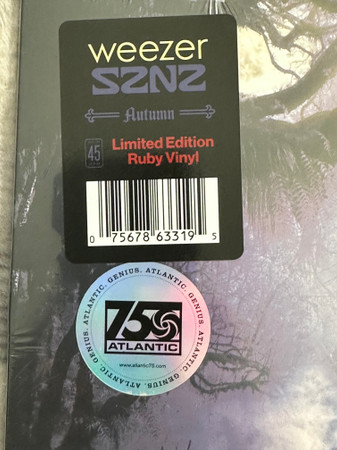 weezer
SZNZ
Autumn
45
Limited Edition
Ruby Vinyl
0 75678 63319 5
ATLANTIC. GENIUS. ATLANTIC. GENIUS. ATLANTIC. GENIUS. ATLANTIC. GENIUS.
75
ATLANTIC
www.atlantic75.com